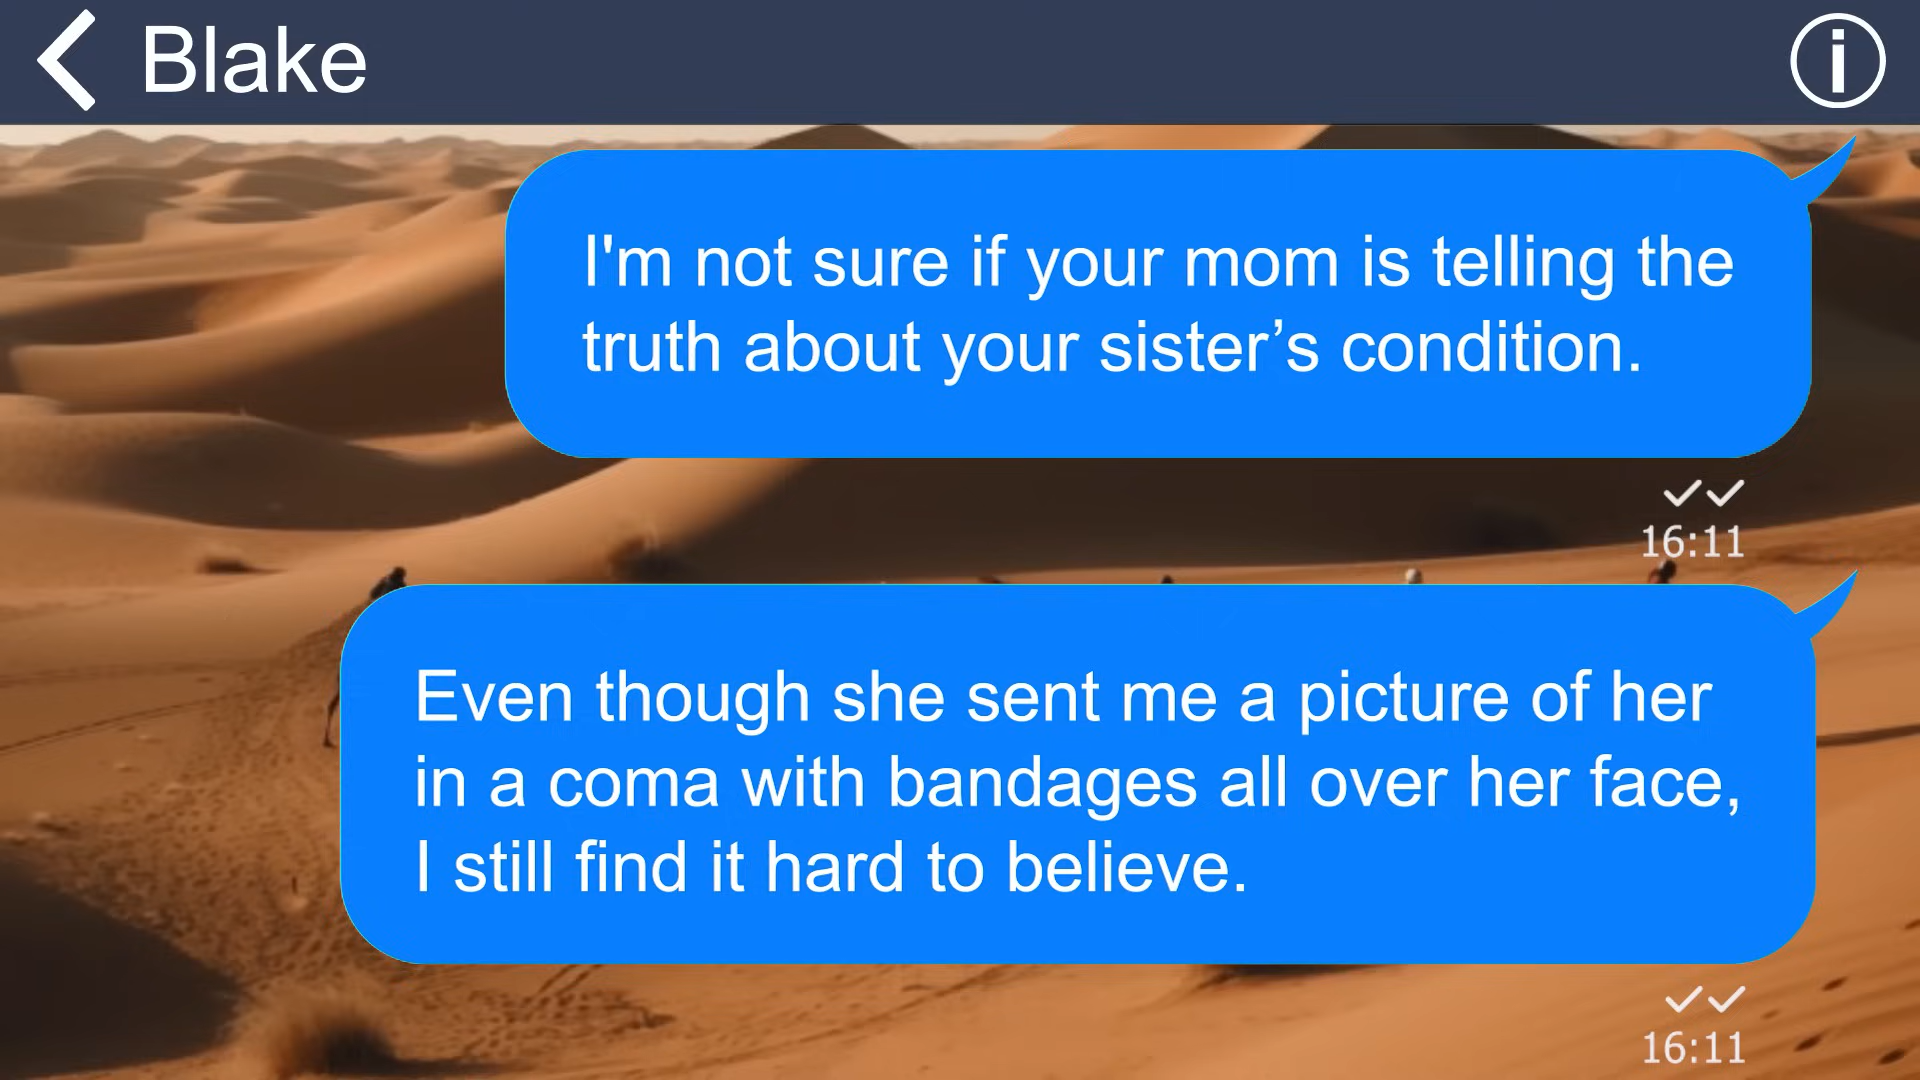 Blake
I'm not sure if your mom is telling the
truth about your sister’s condition.
16:11
Even though she sent me a picture of her
in a coma with bandages all over her face,
I still find it hard to believe.
16:11